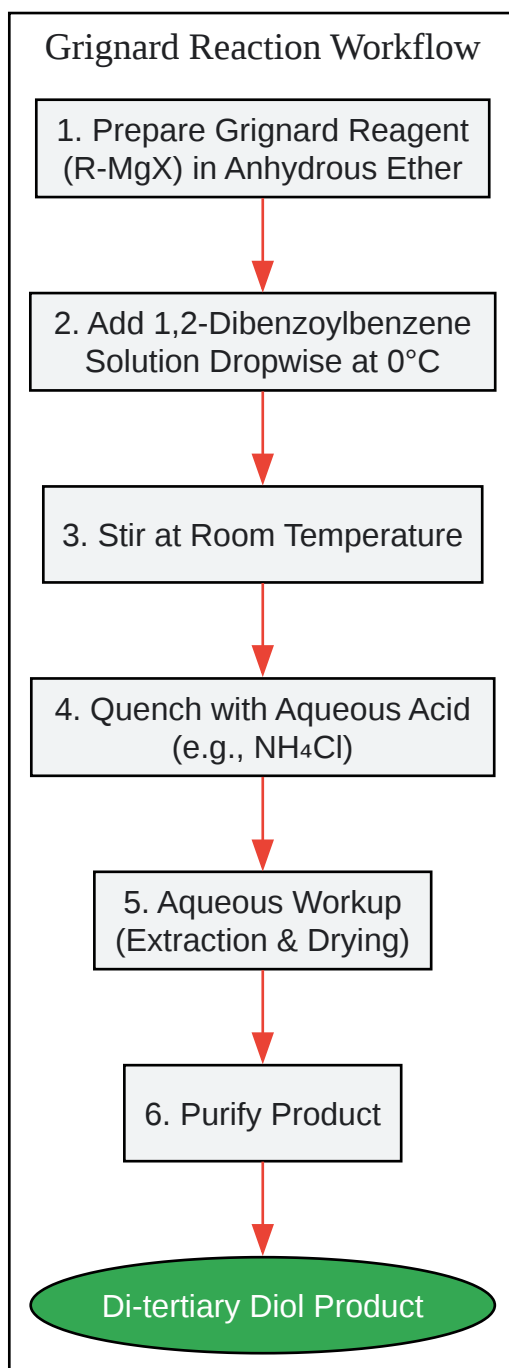 Grignard Reaction Workflow
1. Prepare Grignard Reagent
(R-MgX) in Anhydrous Ether
2. Add 1,2-Dibenzoylbenzene
Solution Dropwise at 0°C
3. Stir at Room Temperature
4. Quench with Aqueous Acid
(e.g., NH₄Cl)
5. Aqueous Workup
(Extraction & Drying)
6. Purify Product
Di-tertiary Diol Product